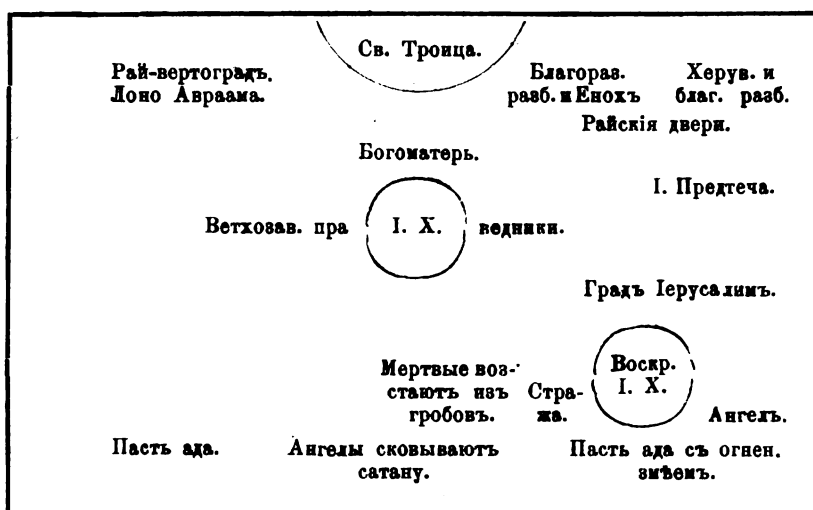 Св. Троица.
Рай-вертоградъ.
Лоно Авраама.
Благораз.
разб. и Енохъ
Херув. и
благ. разб.
Райскія двери.
Богоматерь.
I. Предтеча.
Ветхозав. пра
I. X.
ведники.
Градъ Іерусалимъ.
Мертвые воз-
стаютъ изъ
гробовъ.
Стра-
жа.
Воскр.
I. X.
Ангелъ.
Пасть ада.
Ангелы сковываютъ
сатану.
Пасть ада съ огнен.
змѣемъ.